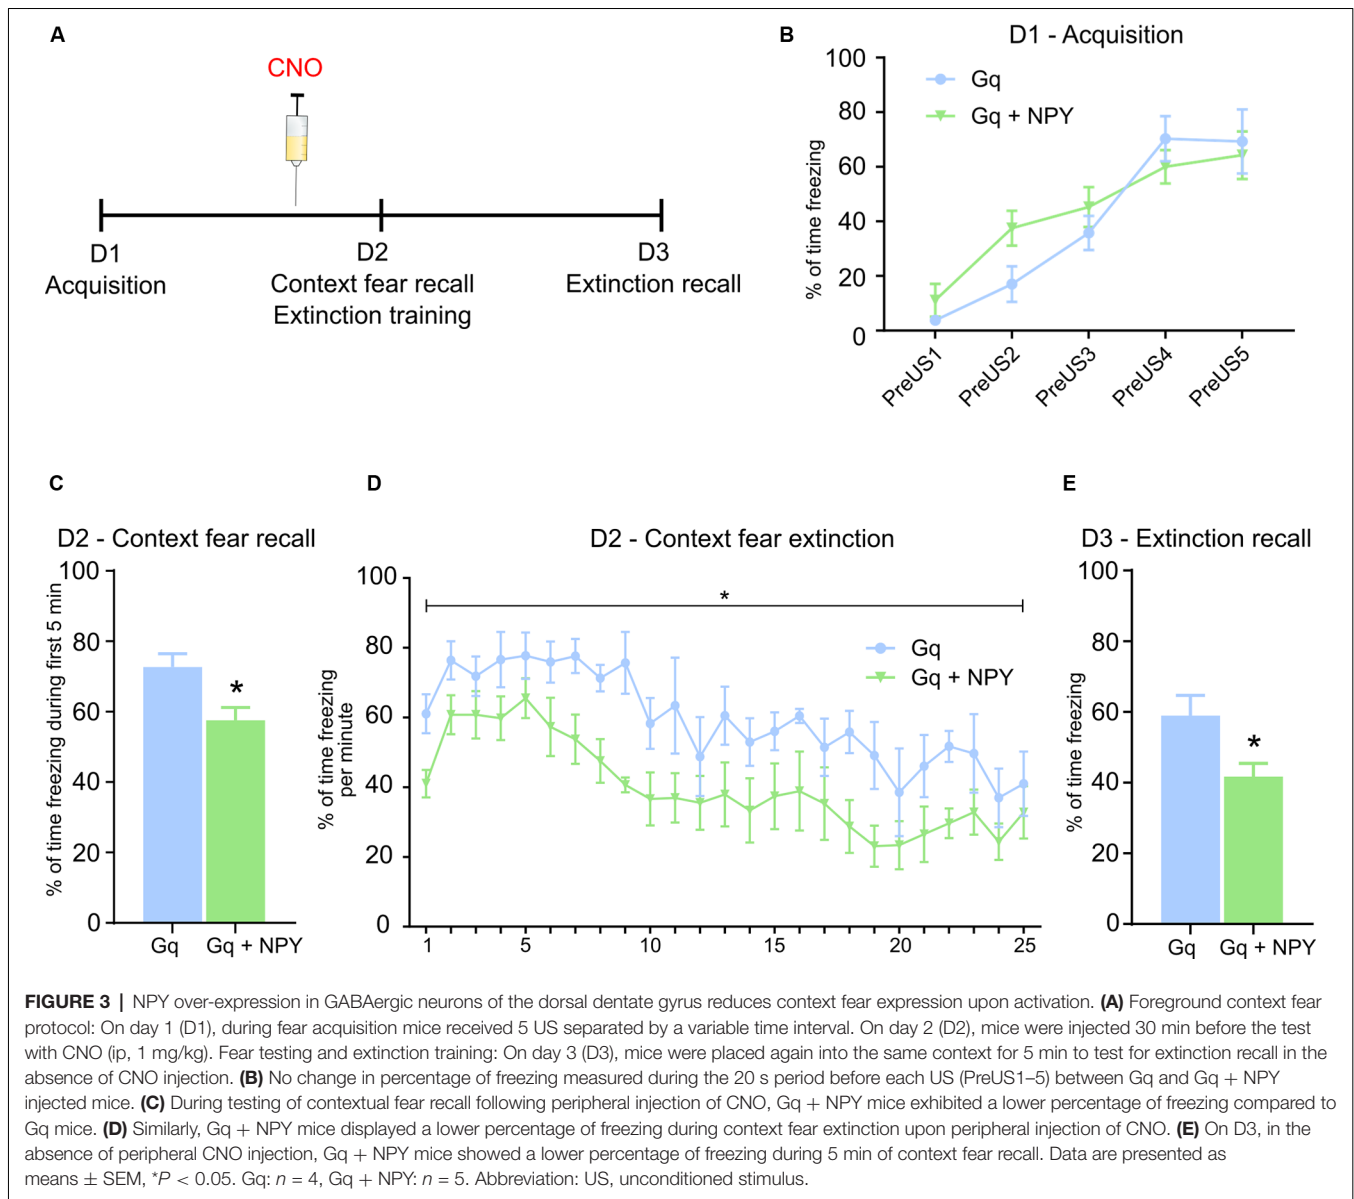 A
CNO
D1
Acquisition
D2
Context fear recall
Extinction training
D3
Extinction recall
B
D1 - Acquisition
% of time freezing
100
80
60
40
20
0
Gq
Gq + NPY
PreUS1
PreUS2
PreUS3
PreUS4
PreUS5
C
D2 - Context fear recall
% of time freezing during first 5 min
100
80
60
40
20
0
*
Gq
Gq + NPY
D
D2 - Context fear extinction
% of time freezing
per minute
100
80
60
40
20
0
*
Gq
Gq + NPY
1
5
10
15
20
25
E
D3 - Extinction recall
% of time freezing
100
80
60
40
20
0
*
Gq
Gq + NPY
FIGURE 3 | NPY over-expression in GABAergic neurons of the dorsal dentate gyrus reduces context fear expression upon activation. (A) Foreground context fear
protocol: On day 1 (D1), during fear acquisition mice received 5 US separated by a variable time interval. On day 2 (D2), mice were injected 30 min before the test
with CNO (ip, 1 mg/kg). Fear testing and extinction training: On day 3 (D3), mice were placed again into the same context for 5 min to test for extinction recall in the
absence of CNO injection. (B) No change in percentage of freezing measured during the 20 s period before each US (PreUS1–5) between Gq and Gq + NPY
injected mice. (C) During testing of contextual fear recall following peripheral injection of CNO, Gq + NPY mice exhibited a lower percentage of freezing compared to
Gq mice. (D) Similarly, Gq + NPY mice displayed a lower percentage of freezing during context fear extinction upon peripheral injection of CNO. (E) On D3, in the
absence of peripheral CNO injection, Gq + NPY mice showed a lower percentage of freezing during 5 min of context fear recall. Data are presented as
means ± SEM, *P < 0.05. Gq: n = 4, Gq + NPY: n = 5. Abbreviation: US, unconditioned stimulus.